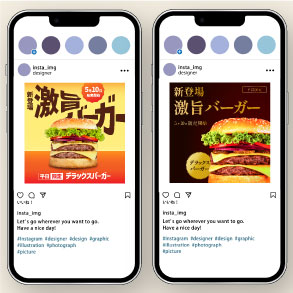 insta_img
designer
新登場
激旨
バーガー
5月10日
平日 限定 デラックスバーガー
いいね！
insta_img
Let's go wherever you want to go.
Have a nice day!
#Instagram #designer #design #graphic
#illustration #photograph
#picture
insta_img
designer
新登場
激旨バーガー
デラックス
バーガー
いいね！
insta_img
Let's go wherever you want to go.
Have a nice day!
#Instagram #designer #design #graphic
#illustration #photograph
#picture